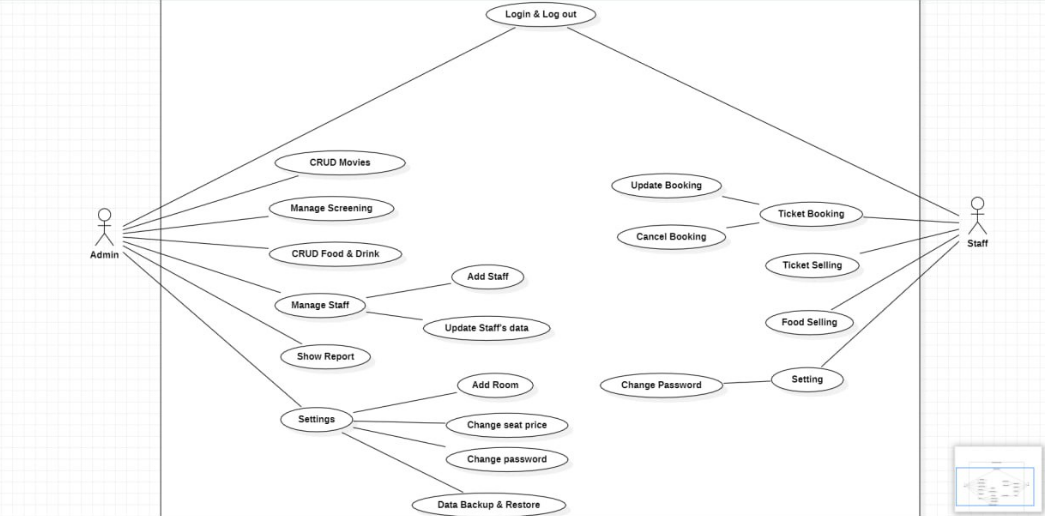 Login & Log out
CRUD Movies
Manage Screening
CRUD Food & Drink
Admin
Manage Staff
Add Staff
Update Staff's data
Show Report
Settings
Add Room
Change seat price
Change password
Data Backup & Restore
Update Booking
Ticket Booking
Cancel Booking
Staff
Ticket Selling
Food Selling
Change Password
Setting